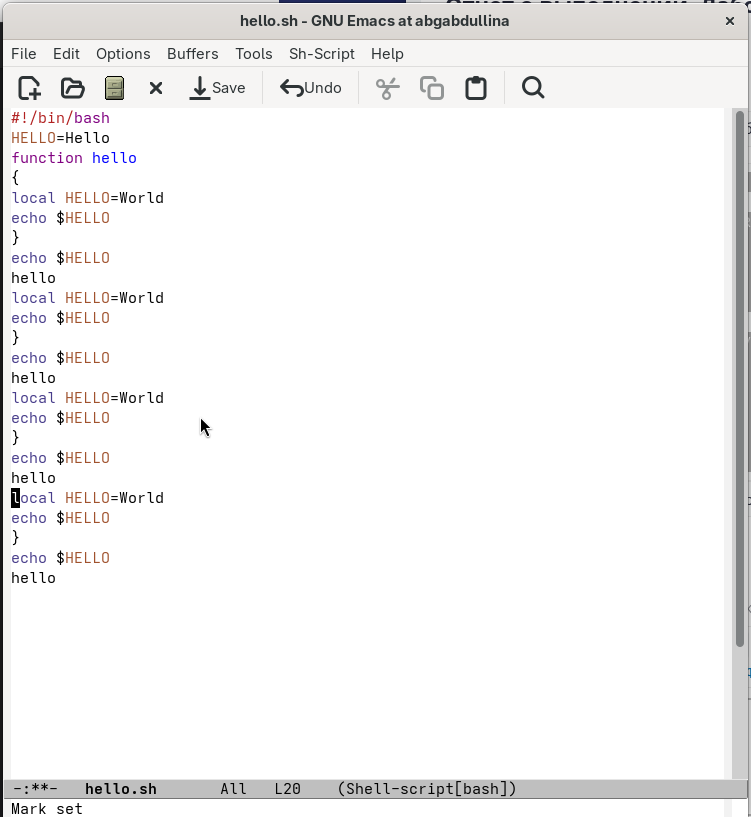 hello.sh - GNU Emacs at abgabdullina
File Edit Options Buffers Tools Sh-Script Help
Save Undo
#!/bin/bash
HELLO=Hello
function hello
{
local HELLO=World
echo $HELLO
}
echo $HELLO
hello
local HELLO=World
echo $HELLO
}
echo $HELLO
hello
local HELLO=World
echo $HELLO
}
echo $HELLO
hello
local HELLO=World
echo $HELLO
}
echo $HELLO
hello
-:**- hello.sh All L20 (Shell-script[bash])
Mark set